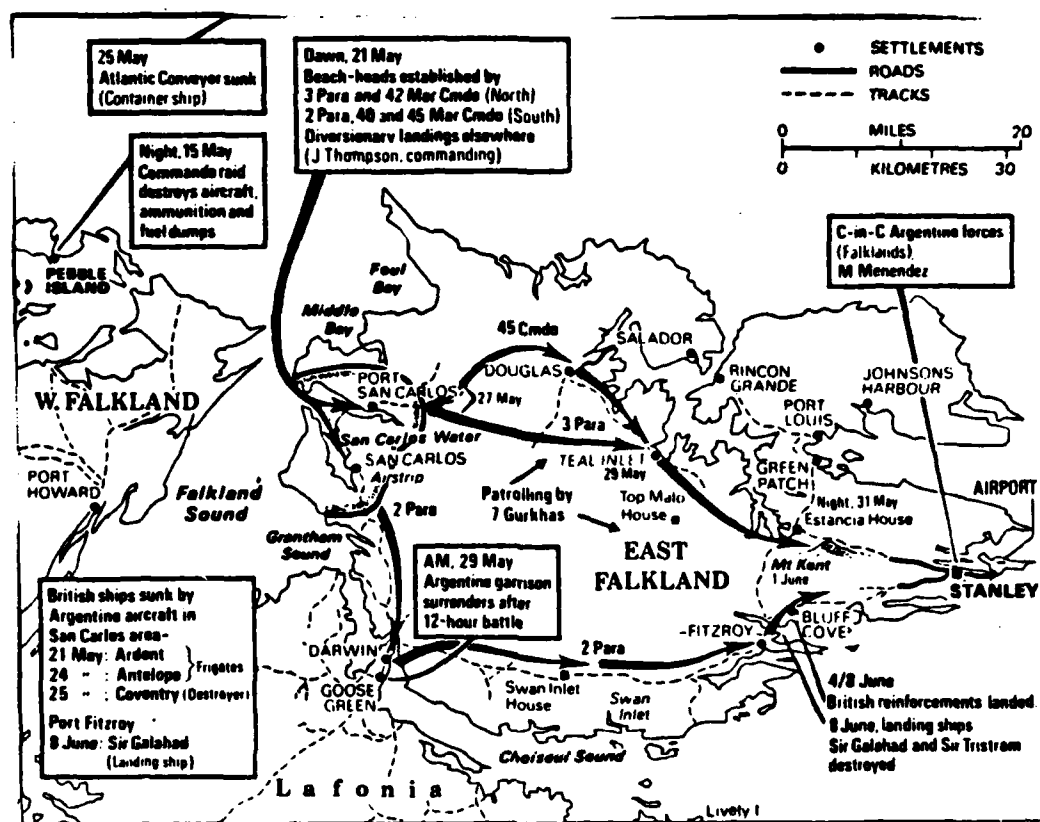 25 May
Atlantic Conveyor sunk
(Container ship)
Night, 15 May
Commando raid
destroys aircraft,
ammunition and
fuel dumps
Dawn, 21 May
Beach-heads established by
3 Para and 42 Mar Cmdo (North)
2 Para, 40 and 45 Mar Cmdo (South)
Diversionary landings elsewhere
(J Thompson, commanding)
SETTLEMENTS
ROADS
TRACKS
0 MILES 20
0 KILOMETRES 30
C-in-C Argentine forces
(Falklands)
M Menendez
PEBBLE
ISLAND
Foul
Bay
Middle
Bay
45 Cmdo
SALADOR
DOUGLAS
RINCON
GRANDE
JOHNSONS
HARBOUR
PORT
SAN CARLOS
27 May
PORT
LOUIS
W. FALKLAND
3 Para
San Carlos Water
SAN CARLOS
Airstrip
TEAL INLET
29 May
GREEN
PATCH
PORT
HOWARD
Falkland
Sound
2 Para
Patrolling by
7 Gurkhas
Top Malo
House
Night, 31 May
Estancia House
AIRPORT
Grantham
Sound
EAST
FALKLAND
Mt Kent
1 June
STANLEY
AM, 29 May
Argentine garrison
surrenders after
12-hour battle
British ships sunk by
Argentine aircraft in
San Carlos area-
21 May: Ardent
24 " : Antelope } Frigates
25 " : Coventry (Destroyer)
Port Fitzroy
8 June: Sir Galahad
(Landing ship)
DARWIN
GOOSE
GREEN
2 Para
FITZROY
BLUFF
COVE
Swan Inlet
House
Swan
Inlet
4/8 June
British reinforcements landed
8 June, landing ships
Sir Galahad and Sir Tristram
destroyed
Choiseul Sound
Lafonia
Lively I